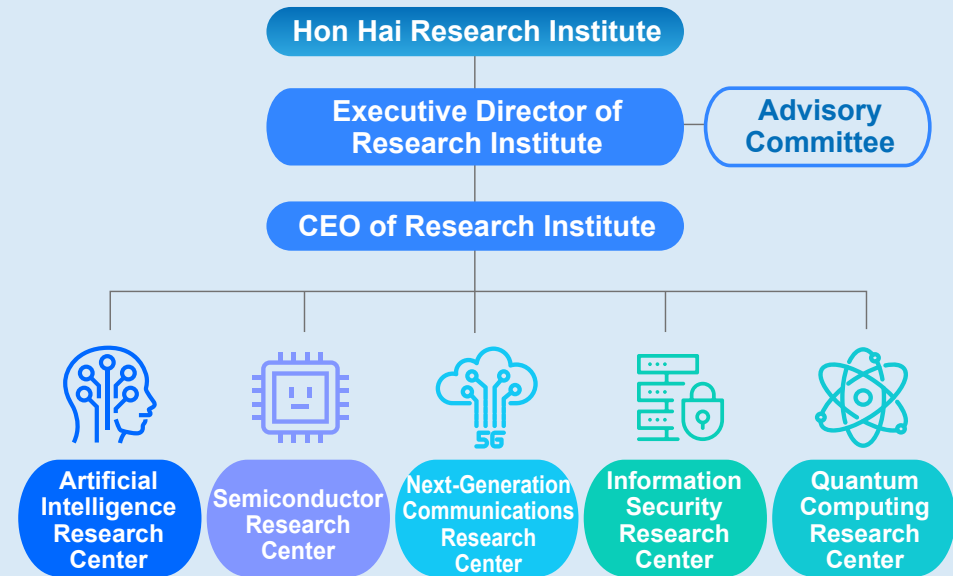 Hon Hai Research Institute
Executive Director of
Research Institute
Advisory
Committee
CEO of Research Institute
5G
Artificial
Intelligence
Research
Center
Semiconductor
Research
Center
Next-Generation
Communications
Research
Center
Information
Security
Research
Center
Quantum
Computing
Research
Center